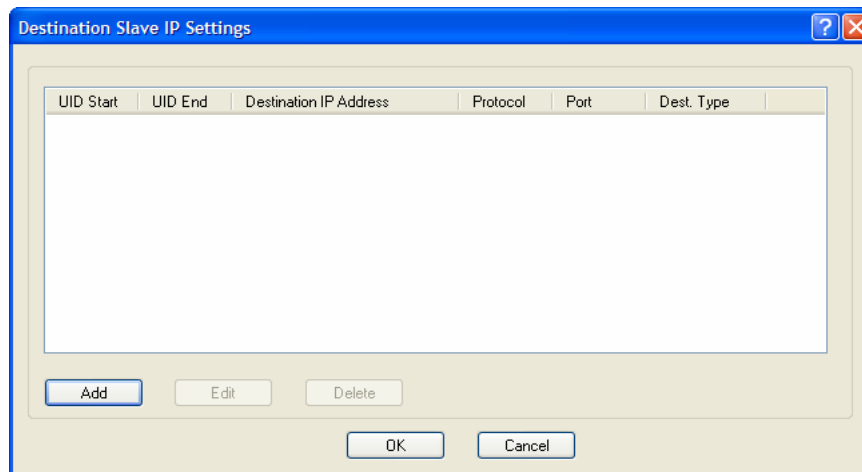 Destination Slave IP Settings
?
UID Start UID End Destination IP Address Protocol Port Dest. Type
Add Edit Delete
OK Cancel